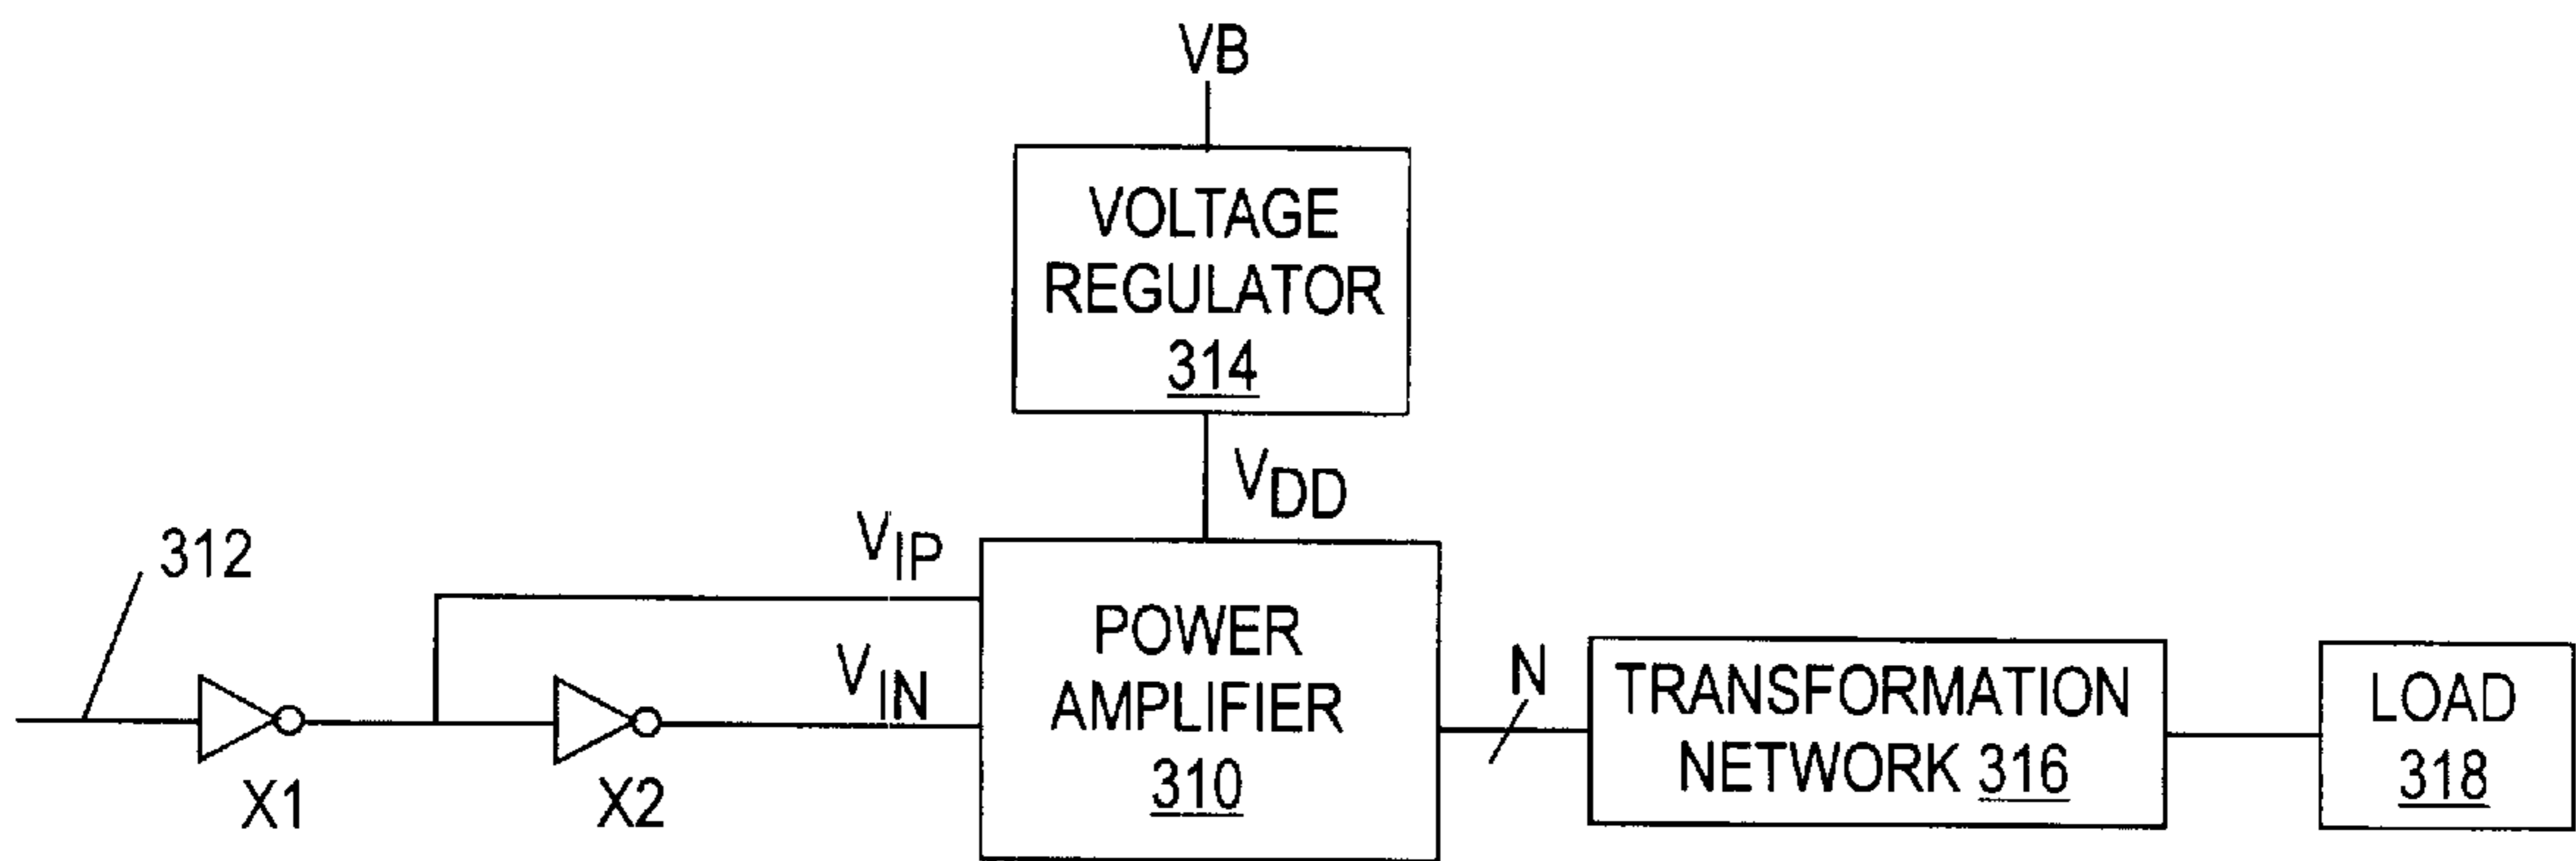 VB
VOLTAGE
REGULATOR
314
VDD
312
VIP
VIN
X1
X2
POWER
AMPLIFIER
310
N
TRANSFORMATION
NETWORK 316
LOAD
318